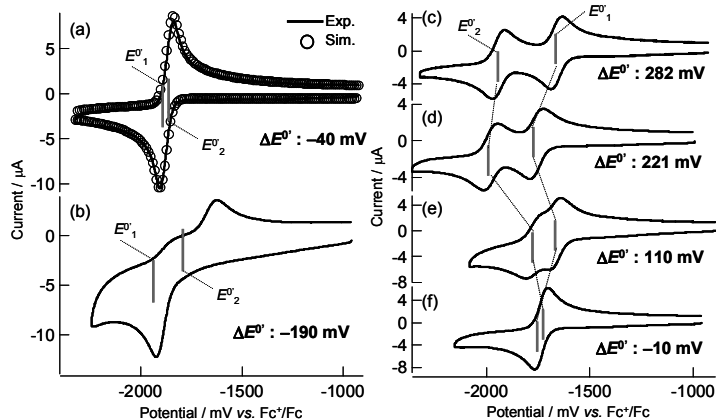 (a)
Exp.
Sim.
E⁰'₁
E⁰'₂
ΔE⁰' : –40 mV
5
0
-5
-10
Current / μA
(b)
E⁰'₁
E⁰'₂
ΔE⁰' : –190 mV
0
-5
-10
-2000
-1500
-1000
Potential / mV vs. Fc⁺/Fc
(c)
E⁰'₂
E⁰'₁
ΔE⁰' : 282 mV
4
0
-4
(d)
ΔE⁰' : 221 mV
4
0
-4
Current / μA
(e)
ΔE⁰' : 110 mV
4
0
-4
-8
(f)
ΔE⁰' : –10 mV
4
0
-4
-8
-2000
-1500
-1000
Potential / mV vs. Fc⁺/Fc